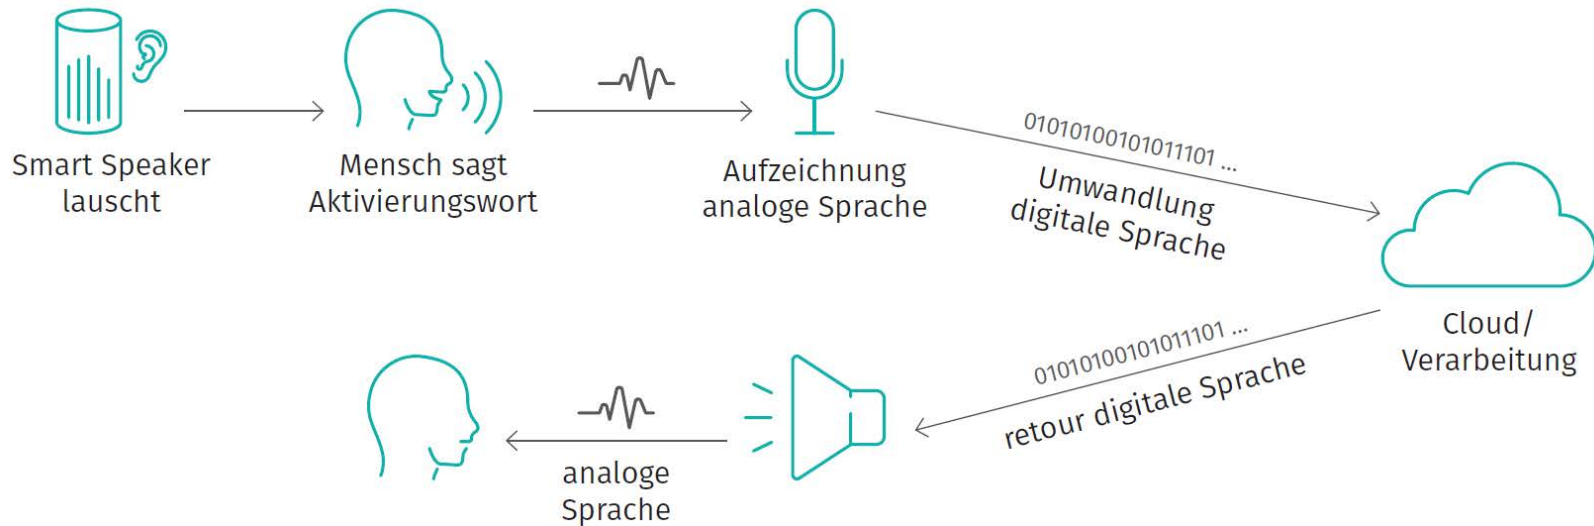 Smart Speaker
lauscht
Mensch sagt
Aktivierungswort
Aufzeichnung
analoge Sprache
01010100101011101 ...
Umwandlung
digitale Sprache
Cloud/
Verarbeitung
01010100101011101 ...
retour digitale Sprache
analoge
Sprache